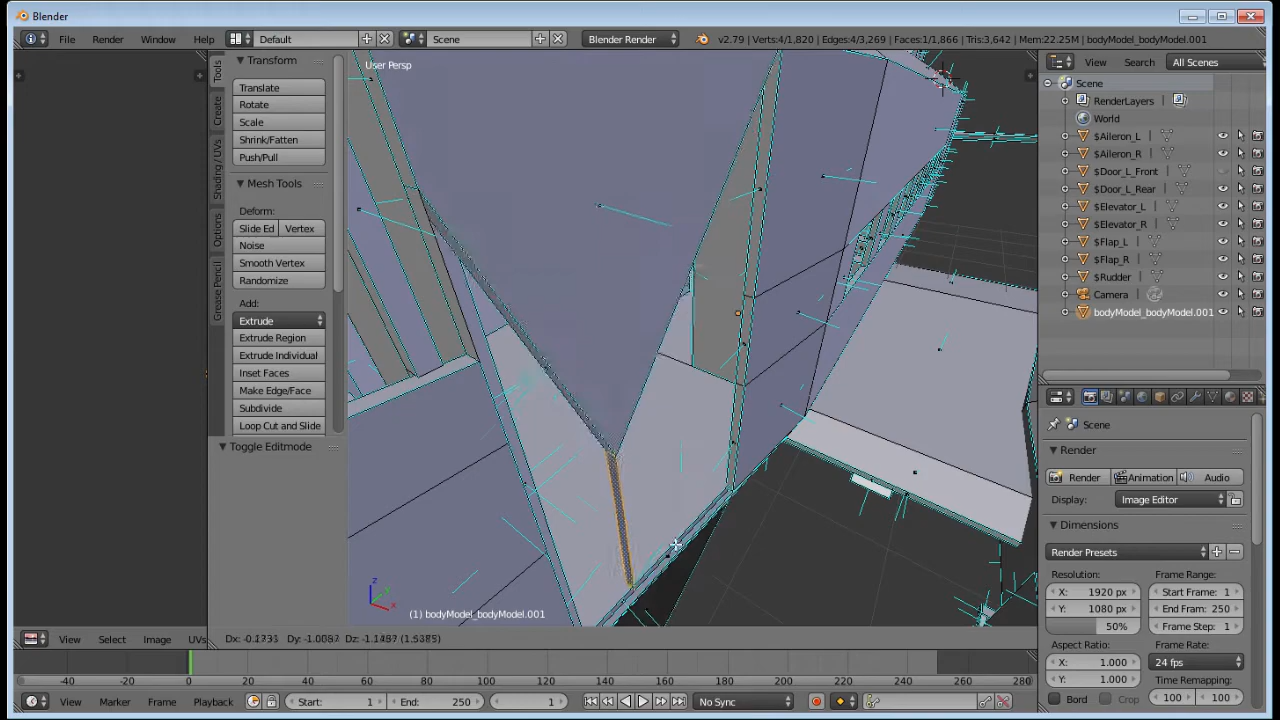 Blender
File Render Window Help Default Scene Blender Render v2.79 | Verts:4/1,820 | Edges:4/3,269 | Faces:1/1,866 | Tris:3,642 | Mem:22.25M | bodyModel_bodyModel.001
Transform
Translate
Rotate
Scale
Shrink/Fatten
Push/Pull
Mesh Tools
Deform:
Slide Ed Vertex
Noise
Smooth Vertex
Randomize
Add:
Extrude
Extrude Region
Extrude Individual
Inset Faces
Make Edge/Face
Subdivide
Loop Cut and Slide
Toggle Editmode
Tools
Create
Shading / UVs
Options
Grease Pencil
User Persp
z
x
(1) bodyModel_bodyModel.001
View Search All Scenes
Scene
RenderLayers
World
$Aileron_L
$Aileron_R
$Door_L_Front
$Door_L_Rear
$Elevator_L
$Elevator_R
$Flap_L
$Flap_R
$Rudder
Camera
bodyModel_bodyModel.001
Scene
Render
Render Animation Audio
Display: Image Editor
Dimensions
Render Presets
Resolution: Frame Range:
X: 1920 px Start Frame: 1
Y: 1080 px End Fram: 250
50% Frame Step: 1
Aspect Ratio: Frame Rate:
X: 1.000 24 fps
Y: 1.000 Time Remapping:
Bord Crop 100 100
View Select Image UVs Dx: -0.1731 Dy: -1.0087 Dz: -1.1487 (1.5385)
-40 -20 0 20 40 60 80 100 120 140 160 180 200 220 240 260 280
View Marker Frame Playback Start: 1 End: 250 1 No Sync